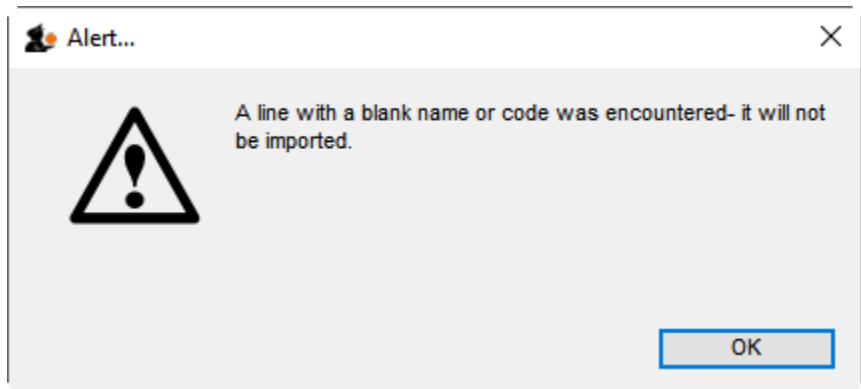 Alert...
A line with a blank name or code was encountered- it will not
be imported.
OK